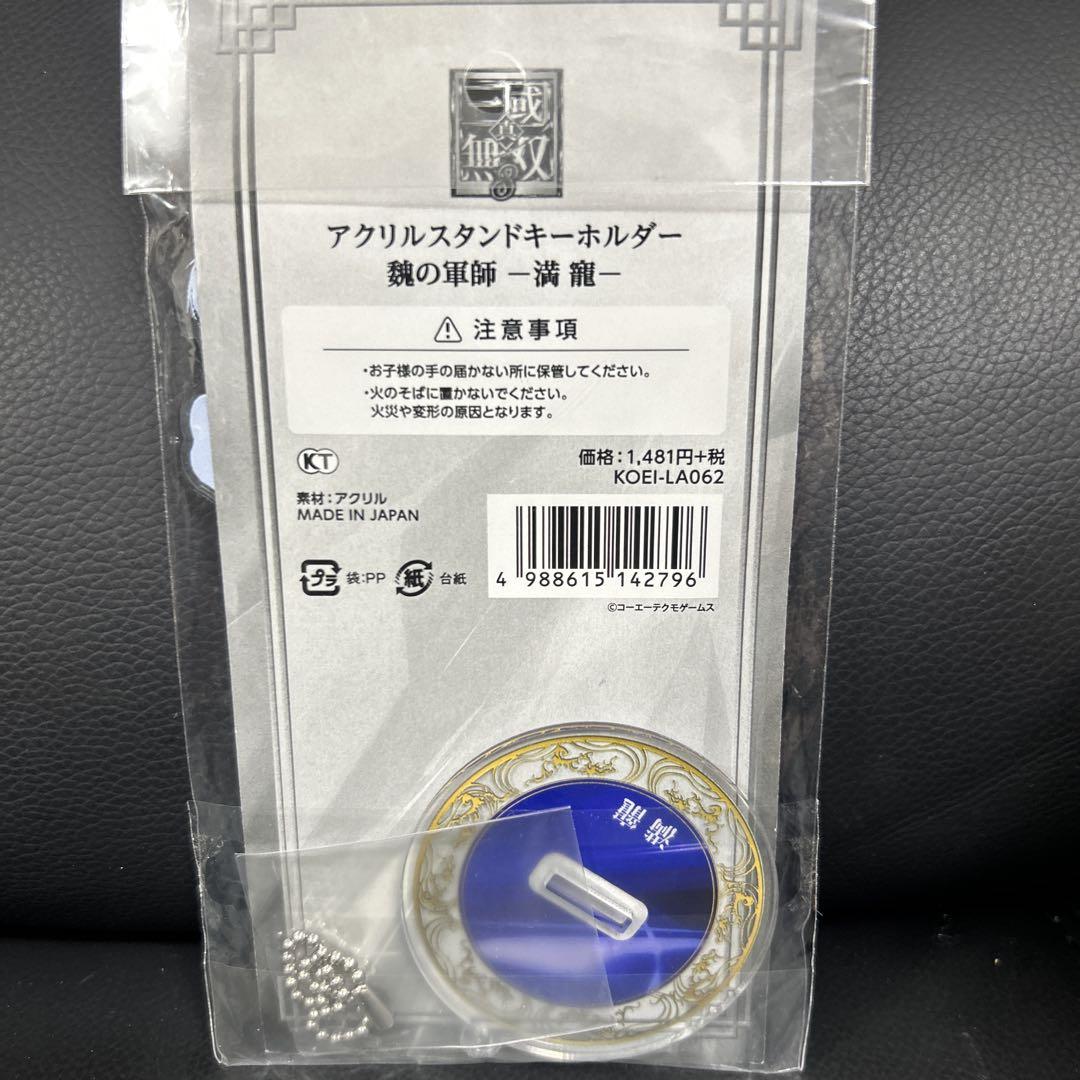 真
三國
無双
8
アクリルスタンドキーホルダー
魏の軍師 ー満 寵ー
注意事項
・お子様の手の届かない所に保管してください。
・火のそばに置かないでください。
火災や変形の原因となります。
KT
価格：1,481円+税
KOEI-LA062
素材：アクリル
MADE IN JAPAN
プラ 袋：PP 紙 台紙
4 988615 142796
©コーエーテクモゲームス
満寵